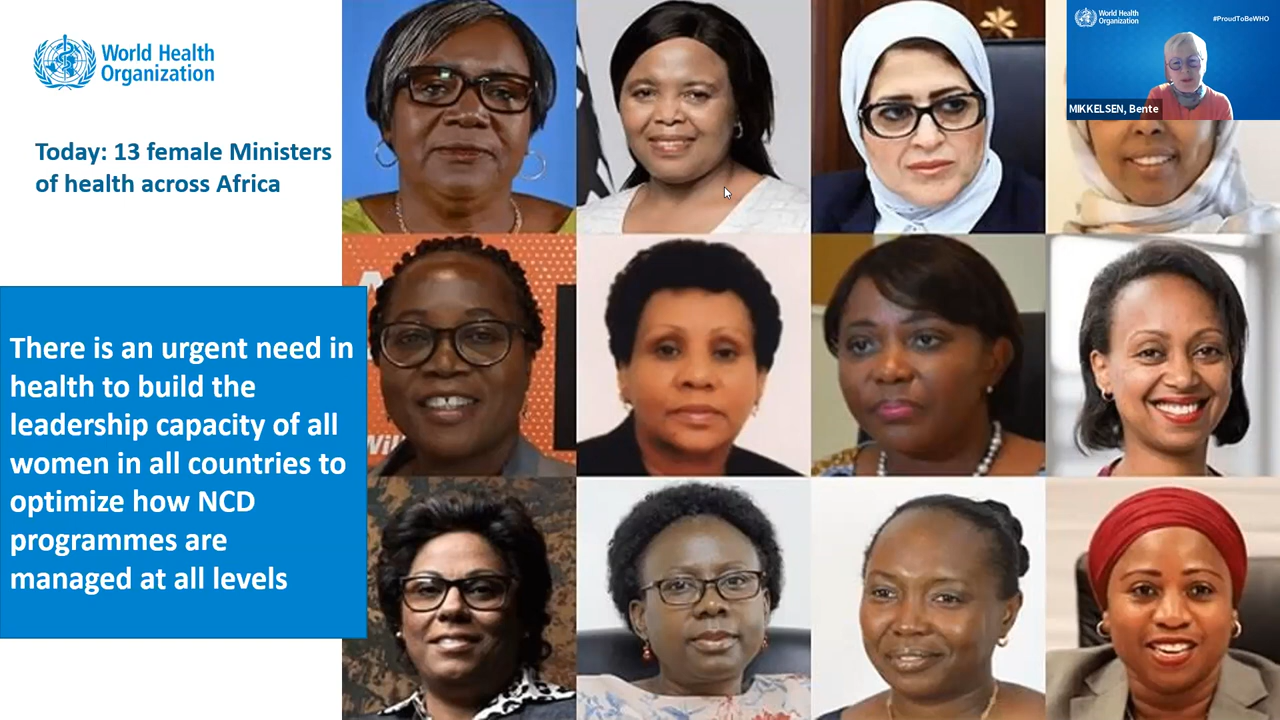 World Health
Organization
Today: 13 female Ministers
of health across Africa
There is an urgent need in
health to build the
leadership capacity of all
women in all countries to
optimize how NCD
programmes are
managed at all levels
World Health
Organization
#ProudToBeWHO
MIKKELSEN, Bente